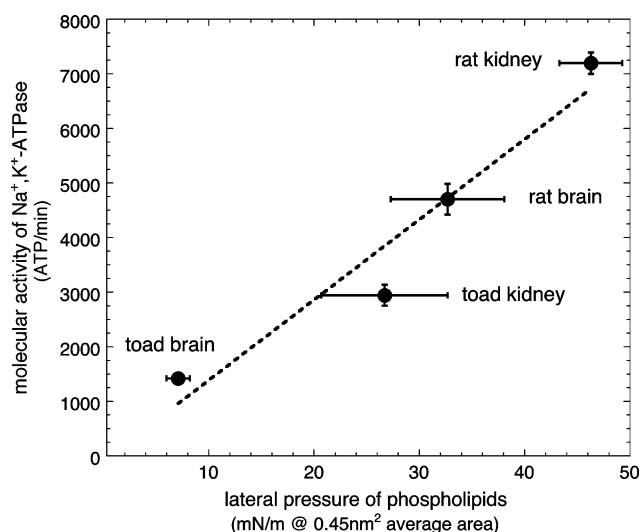 8000
7000
6000
5000
4000
3000
2000
1000
0
molecular activity of Na⁺,K⁺-ATPase
(ATP/min)
rat kidney
rat brain
toad kidney
toad brain
10
20
30
40
50
lateral pressure of phospholipids
(mN/m @ 0.45nm² average area)